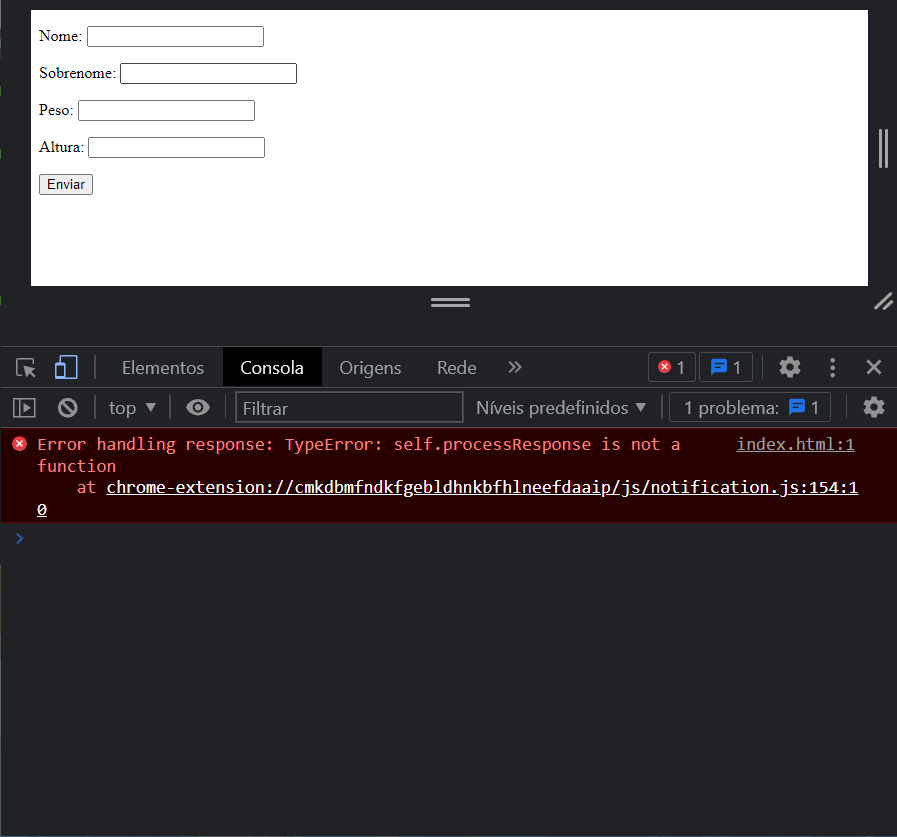 Nome:
Sobrenome:
Peso:
Altura:
Enviar
Elementos Consola Origens Rede » 1 1
top ▼ Filtrar Níveis predefinidos ▼ 1 problema: 1
Error handling response: TypeError: self.processResponse is not a index.html:1
function
at chrome-extension://cmkdbmfndkfgebldhnkbfhlneefdaaip/js/notification.js:154:1
0